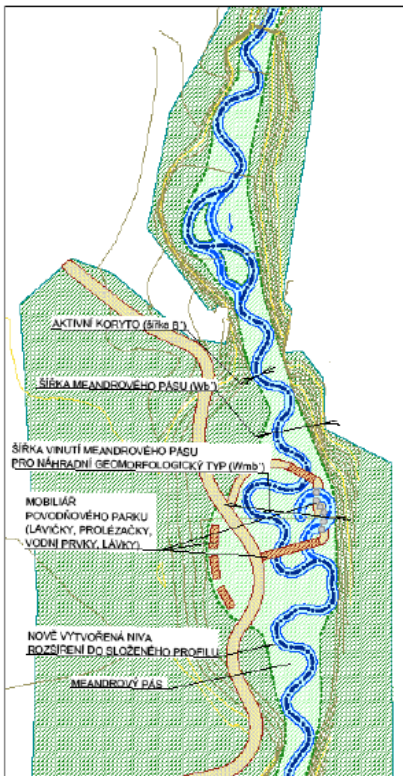 AKTIVNÍ KORYTO (šířka B´)
ŠÍŘKA MEANDROVÉHO PÁSU (Wb´)
ŠÍŘKA VINUTÍ MEANDROVÉHO PÁSU
PRO NÁHRADNÍ GEOMORFOLOGICKÝ TYP (Wmb´)
MOBILIÁŘ
POVODŇOVÉHO PARKU
(LAVIČKY, PROLÉZAČKY,
VODNÍ PRVKY, LÁVKY)
NOVĚ VYTVOŘENÁ NIVA
ROZŠÍŘENÍ DO SLOŽENÉHO PROFILU
MEANDROVÝ PÁS